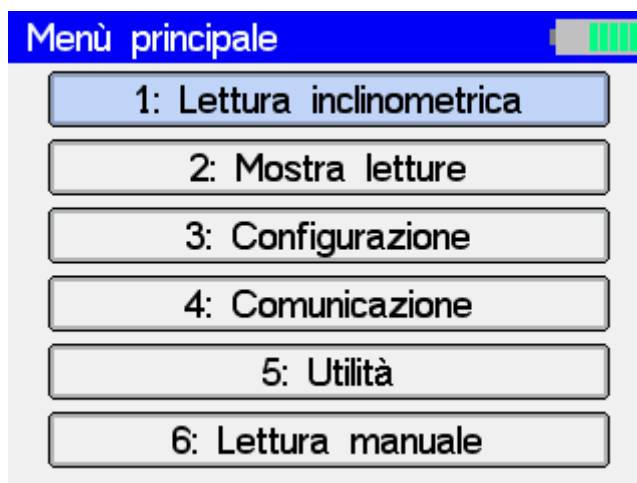 Menù principale
1: Lettura inclinometrica
2: Mostra letture
3: Configurazione
4: Comunicazione
5: Utilità
6: Lettura manuale